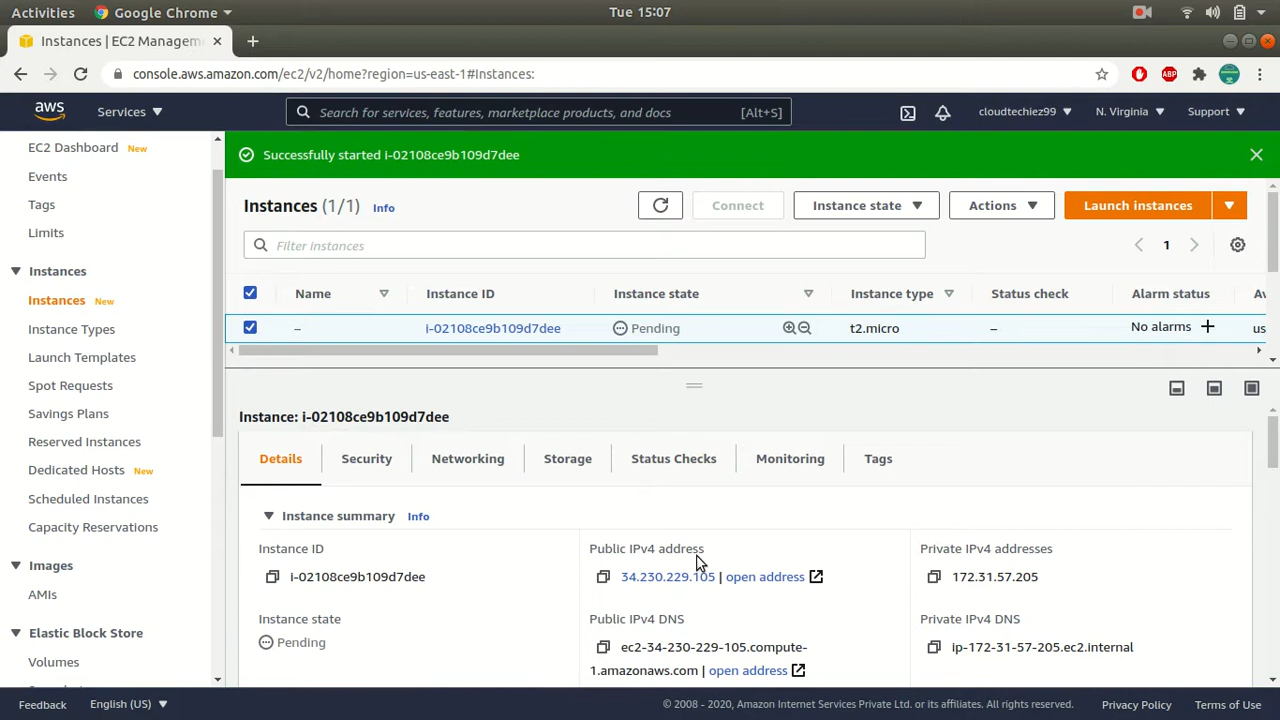 Activities Google Chrome Tue 15:07
Instances | EC2 Managem
console.aws.amazon.com/ec2/v2/home?region=us-east-1#Instances:
ABP
aws Services Search for services, features, marketplace products, and docs [Alt+S] cloudtechiez99 N. Virginia Support
EC2 Dashboard New
Events
Tags
Limits
Instances
Instances New
Instance Types
Launch Templates
Spot Requests
Savings Plans
Reserved Instances
Dedicated Hosts New
Scheduled Instances
Capacity Reservations
Images
AMIs
Elastic Block Store
Volumes
Successfully started i-02108ce9b109d7dee
Instances (1/1) Info Connect Instance state Actions Launch instances
Filter instances 1
Name Instance ID Instance state Instance type Status check Alarm status Av
– i-02108ce9b109d7dee Pending t2.micro – No alarms + us
Instance: i-02108ce9b109d7dee
Details Security Networking Storage Status Checks Monitoring Tags
Instance summary Info
Instance ID
i-02108ce9b109d7dee
Public IPv4 address
34.230.229.105 | open address
Private IPv4 addresses
172.31.57.205
Instance state
Pending
Public IPv4 DNS
ec2-34-230-229-105.compute-
1.amazonaws.com | open address
Private IPv4 DNS
ip-172-31-57-205.ec2.internal
Feedback English (US) © 2008 - 2020, Amazon Internet Services Private Ltd. or its affiliates. All rights reserved. Privacy Policy Terms of Use